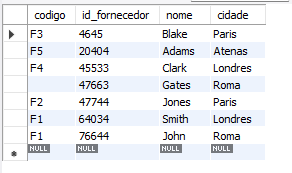 codigo id_fornecedor nome cidade
F3 4645 Blake Paris
F5 20404 Adams Atenas
F4 45533 Clark Londres
47663 Gates Roma
F2 47744 Jones Paris
F1 64034 Smith Londres
F1 76644 John Roma
NULL NULL NULL NULL